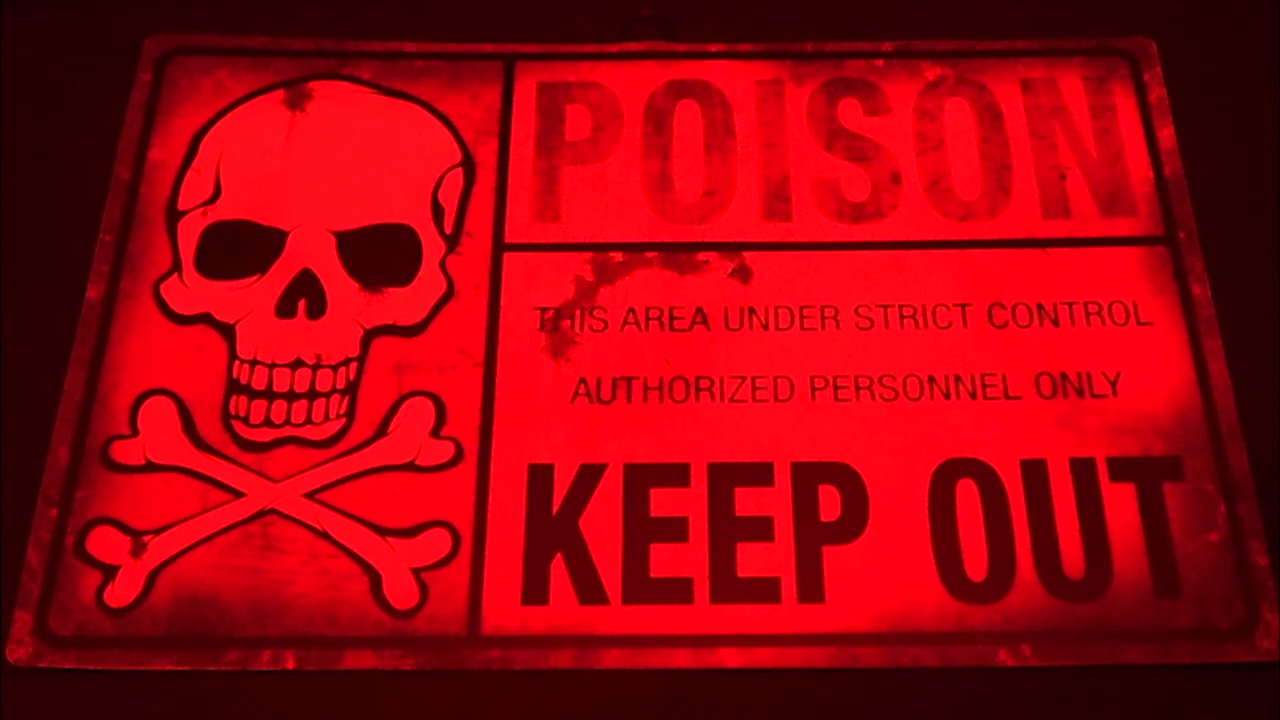 POISON
THIS AREA UNDER STRICT CONTROL
AUTHORIZED PERSONNEL ONLY
KEEP OUT